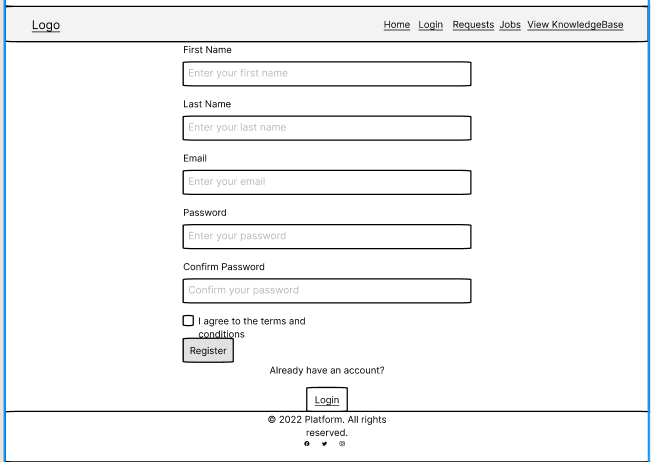 Logo
Home Login Requests Jobs View KnowledgeBase
First Name
Enter your first name
Last Name
Enter your last name
Email
Enter your email
Password
Enter your password
Confirm Password
Confirm your password
I agree to the terms and
conditions
Register
Already have an account?
Login
© 2022 Platform. All rights
reserved.